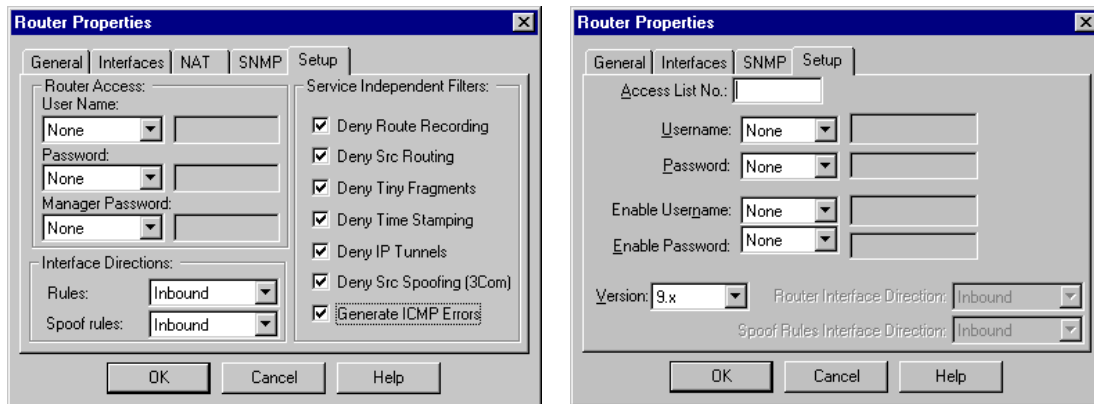 Router Properties
General Interfaces NAT SNMP Setup
Router Access:
User Name:
None
Password:
None
Manager Password:
None
Interface Directions:
Rules: Inbound
Spoof rules: Inbound
Service Independent Filters:
Deny Route Recording
Deny Src Routing
Deny Tiny Fragments
Deny Time Stamping
Deny IP Tunnels
Deny Src Spoofing (3Com)
Generate ICMP Errors
OK Cancel Help
Router Properties
General Interfaces SNMP Setup
Access List No.:
Username: None
Password: None
Enable Username: None
Enable Password: None
Version: 9.x Router Interface Direction: Inbound
Spoof Rules Interface Direction: Inbound
OK Cancel Help